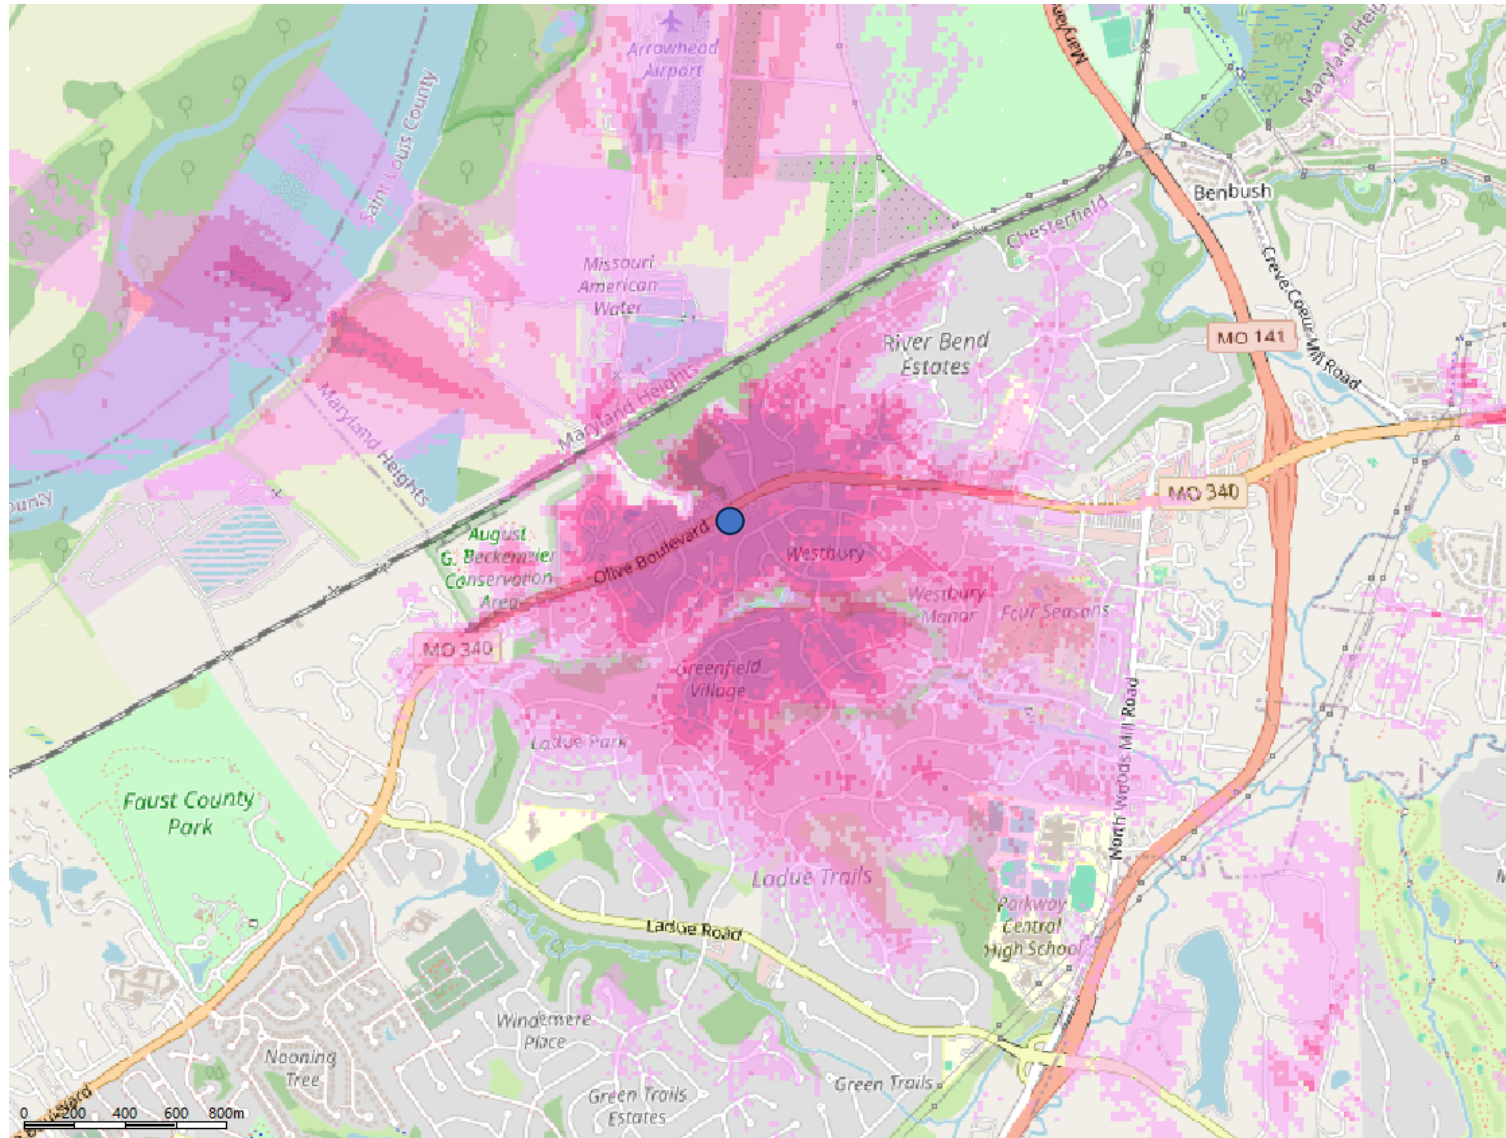 Arrowhead
Airport
Maryland Heig
Saint Louis County
Benbush
Chesterfield
Missouri
American
Water
Creve Coeur Mill Road
River Bend
Estates
MO 141
Maryland Heights
Maryland Heights
MO 340
ounty
August
G. Beckemeier
Conservation
Area
Olive Boulevard
Westbury
Westbury
Manor
Four Seasons
MO 340
Greenfield
Village
North Woods Mill Road
Ladue Park
Faust County
Park
Ladue Trails
Parkway
Central
High School
Ladue Road
Windemere
Place
Nooning
Tree
Green Trails
Green Trails
Estates
0 200 400 600 800m